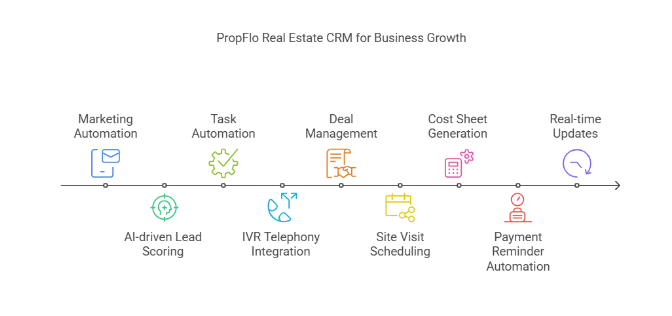 PropFlo Real Estate CRM for Business Growth
Marketing
Automation
Task
Automation
Deal
Management
Cost Sheet
Generation
Real-time
Updates
AI-driven Lead
Scoring
IVR Telephony
Integration
Site Visit
Scheduling
Payment
Reminder
Automation